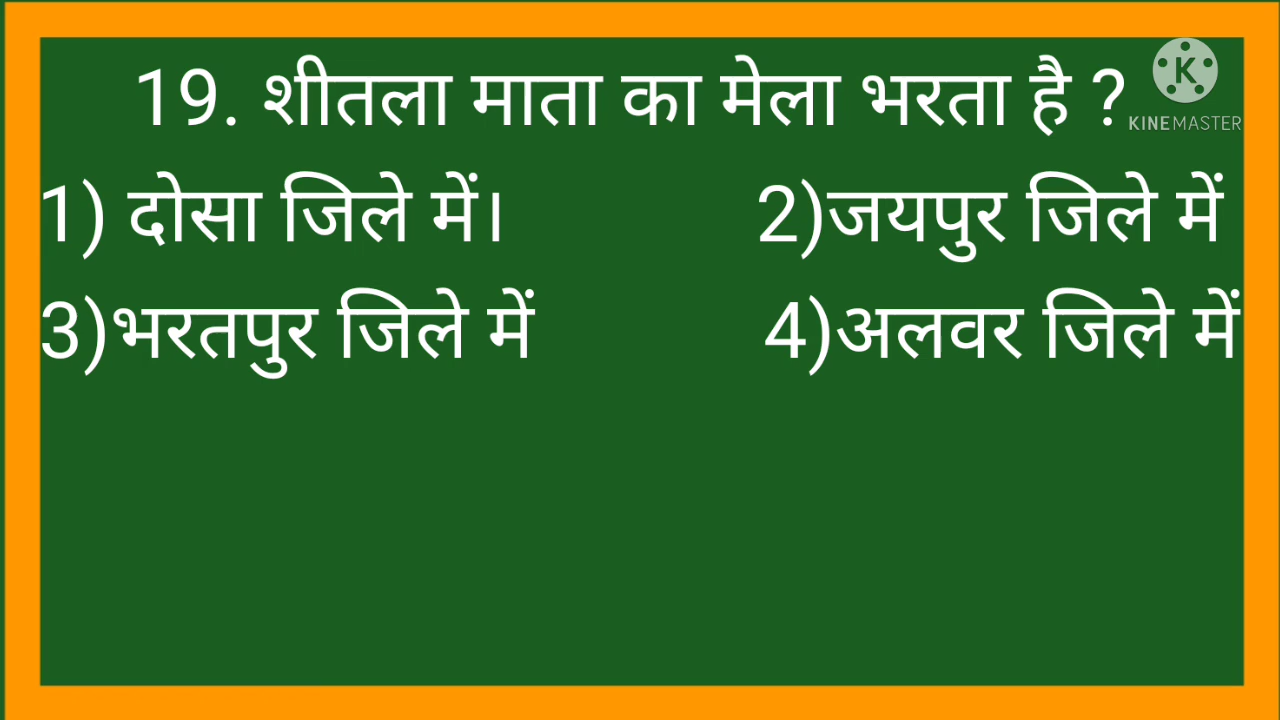 19. शीतला माता का मेला भरता है ?
KINEMASTER
1) दोसा जिले में। 2)जयपुर जिले में
3)भरतपुर जिले में 4)अलवर जिले में